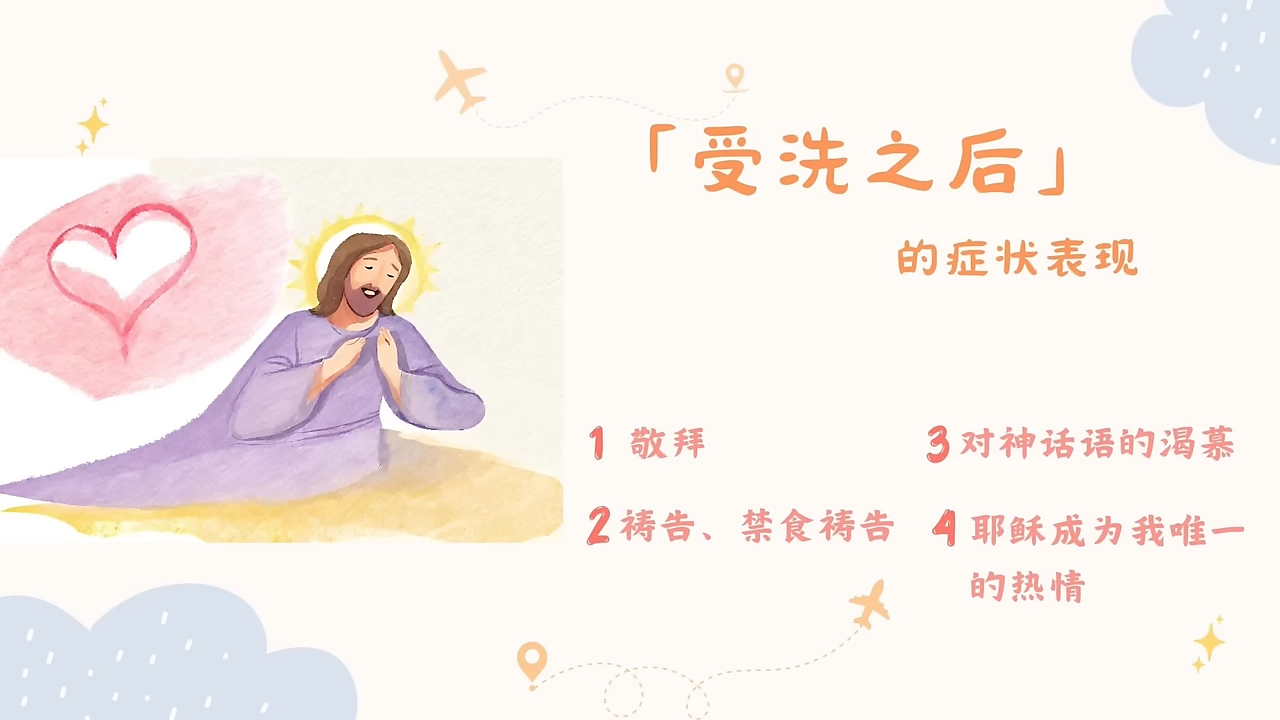 「受洗之后」
的症状表现
1 敬拜
2 祷告、禁食祷告
3 对神话语的渴慕
4 耶稣成为我唯一
的热情